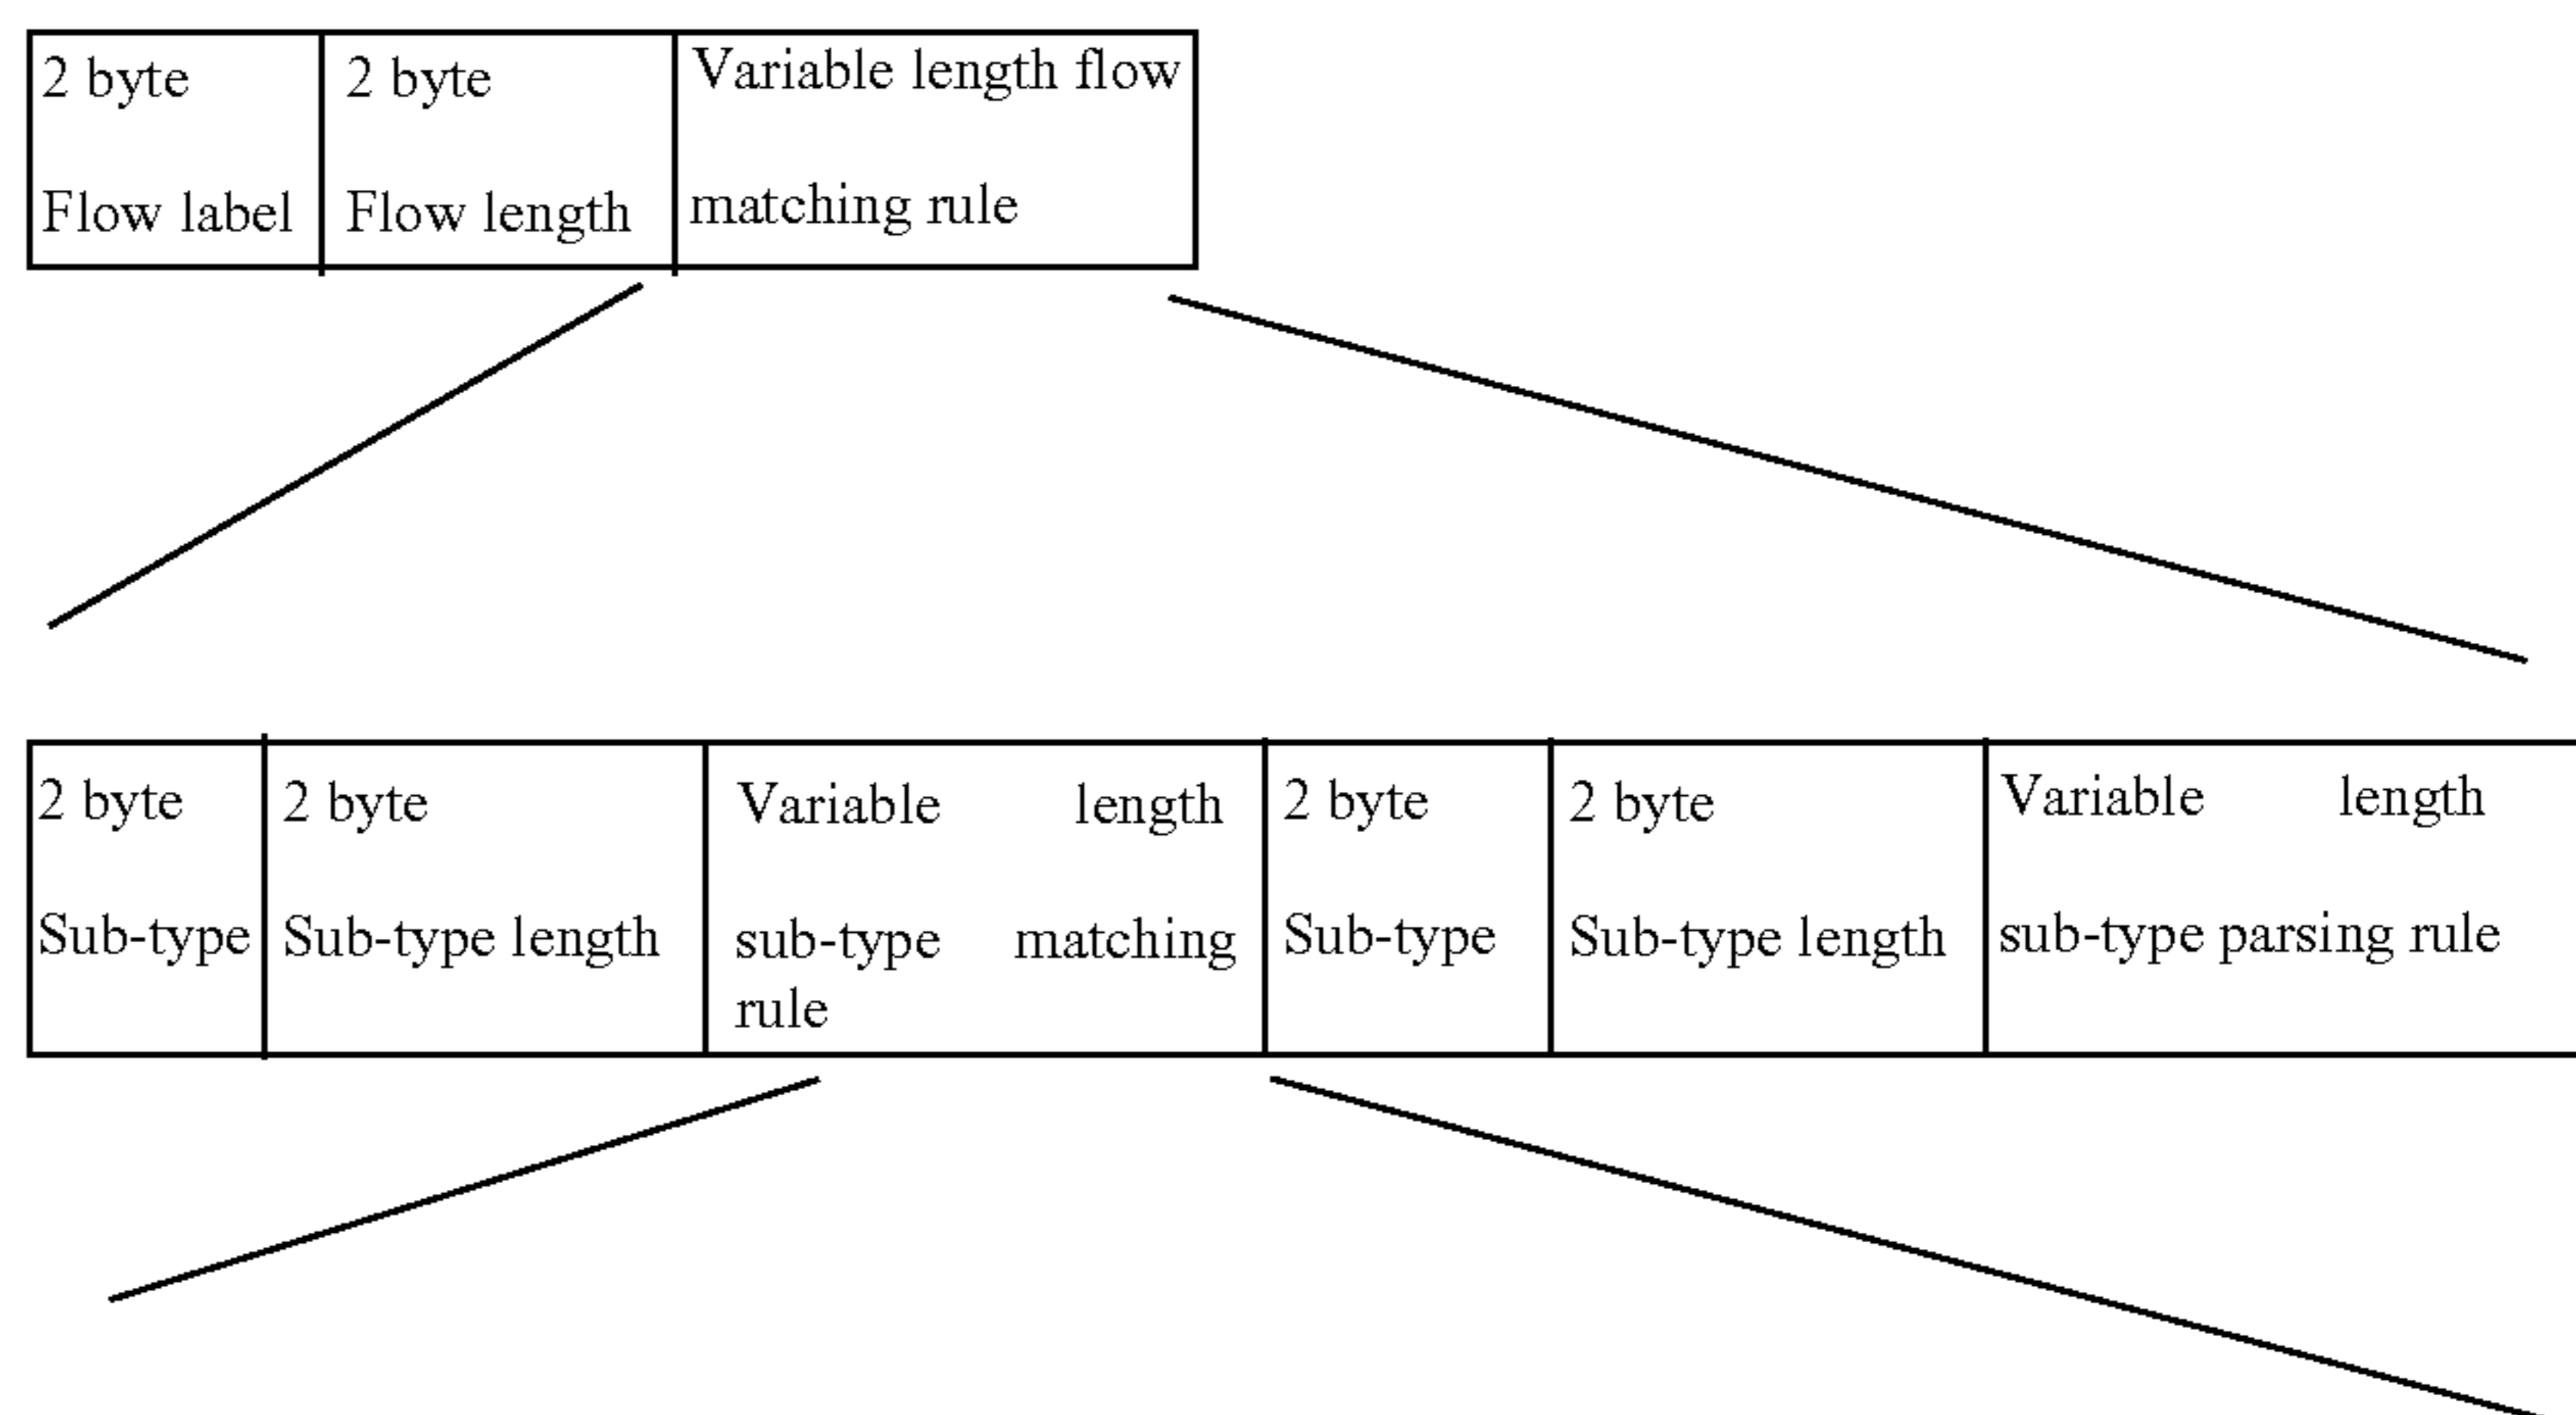 2 byte
Flow label
2 byte
Flow length
Variable length flow
matching rule
2 byte
Sub-type
2 byte
Sub-type length
Variable length
sub-type matching
rule
2 byte
Sub-type
2 byte
Sub-type length
Variable length
sub-type parsing rule